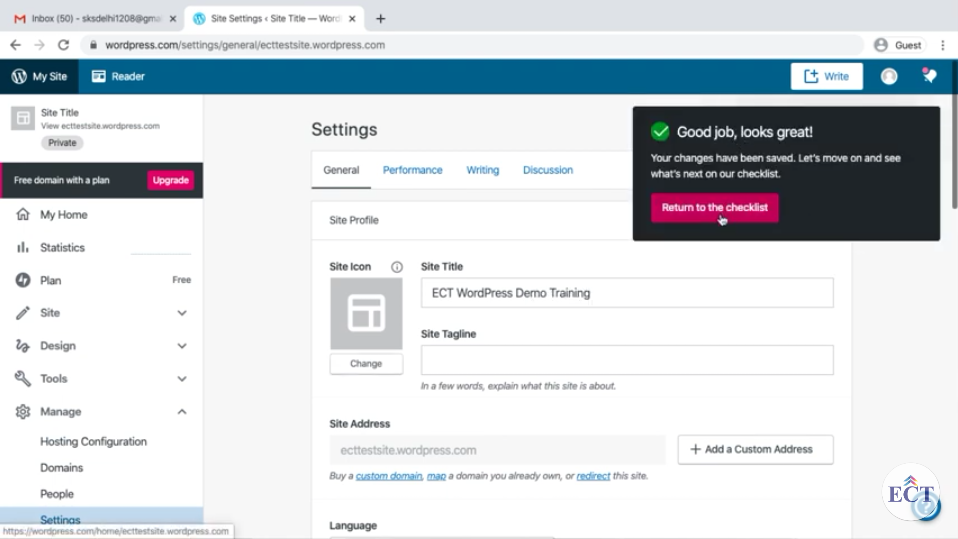 Inbox (50) - sksdelhi1208@gma
Site Settings ‹ Site Title — Word
wordpress.com/settings/general/ecttestsite.wordpress.com
Guest
My Site
Reader
Write
Site Title
View ecttestsite.wordpress.com
Private
Free domain with a plan
Upgrade
My Home
Statistics
Plan
Free
Site
Design
Tools
Manage
Hosting Configuration
Domains
People
Settings
https://wordpress.com/home/ecttestsite.wordpress.com
Settings
General
Performance
Writing
Discussion
Good job, looks great!
Your changes have been saved. Let's move on and see
what's next on our checklist.
Return to the checklist
Site Profile
Site Icon
Change
Site Title
ECT WordPress Demo Training
Site Tagline
In a few words, explain what this site is about.
Site Address
ecttestsite.wordpress.com
+ Add a Custom Address
Buy a custom domain, map a domain you already own, or redirect this site.
Language
ECT